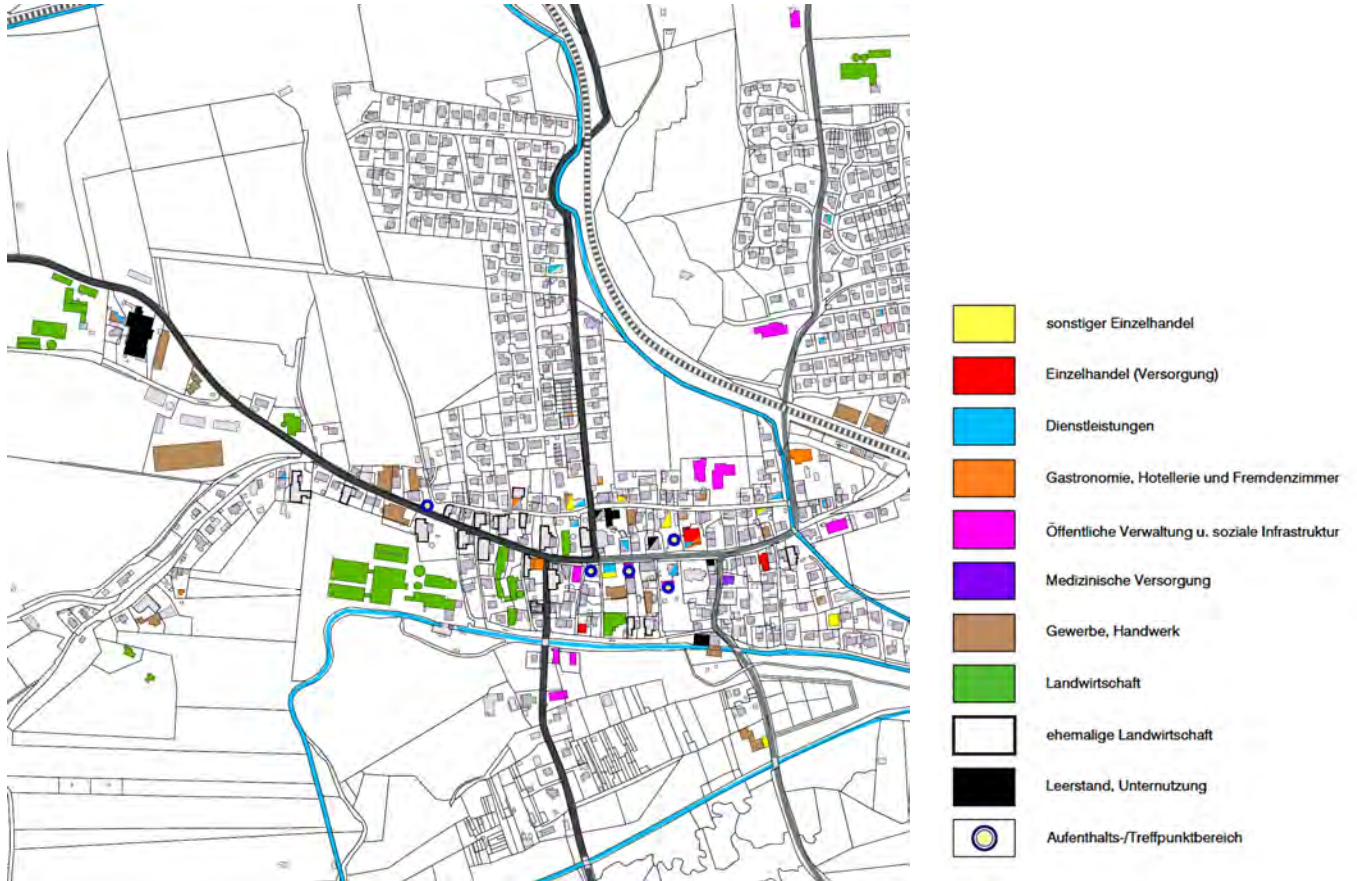 sonstiger Einzelhandel
Einzelhandel (Versorgung)
Dienstleistungen
Gastronomie, Hotellerie und Fremdenzimmer
Öffentliche Verwaltung u. soziale Infrastruktur
Medizinische Versorgung
Gewerbe, Handwerk
Landwirtschaft
ehemalige Landwirtschaft
Leerstand, Unternutzung
Aufenthalts-/Treffpunktbereich